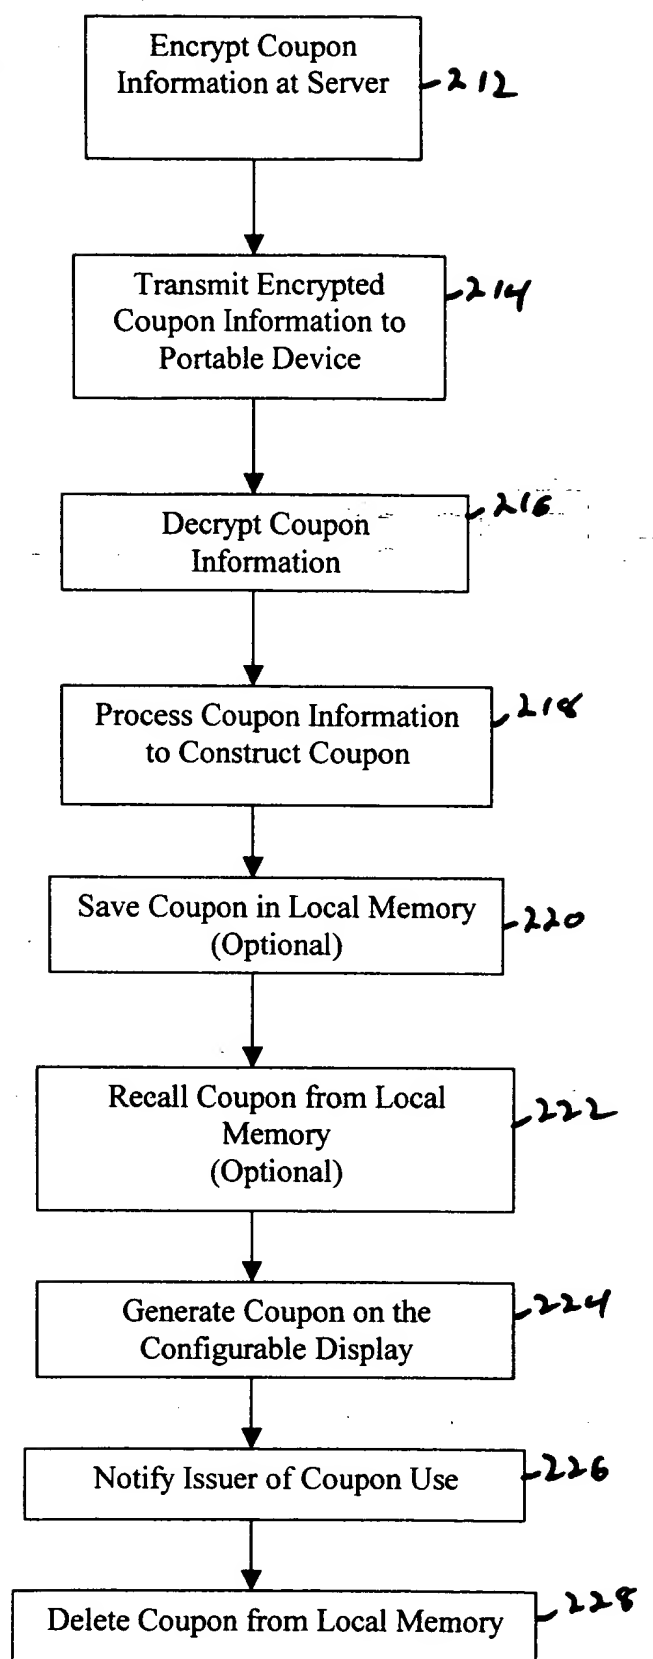 Encrypt Coupon
Information at Server
212
Transmit Encrypted
Coupon Information to
Portable Device
214
Decrypt Coupon
Information
216
Process Coupon Information
to Construct Coupon
218
Save Coupon in Local Memory
(Optional)
220
Recall Coupon from Local
Memory
(Optional)
222
Generate Coupon on the
Configurable Display
224
Notify Issuer of Coupon Use
226
Delete Coupon from Local Memory
228